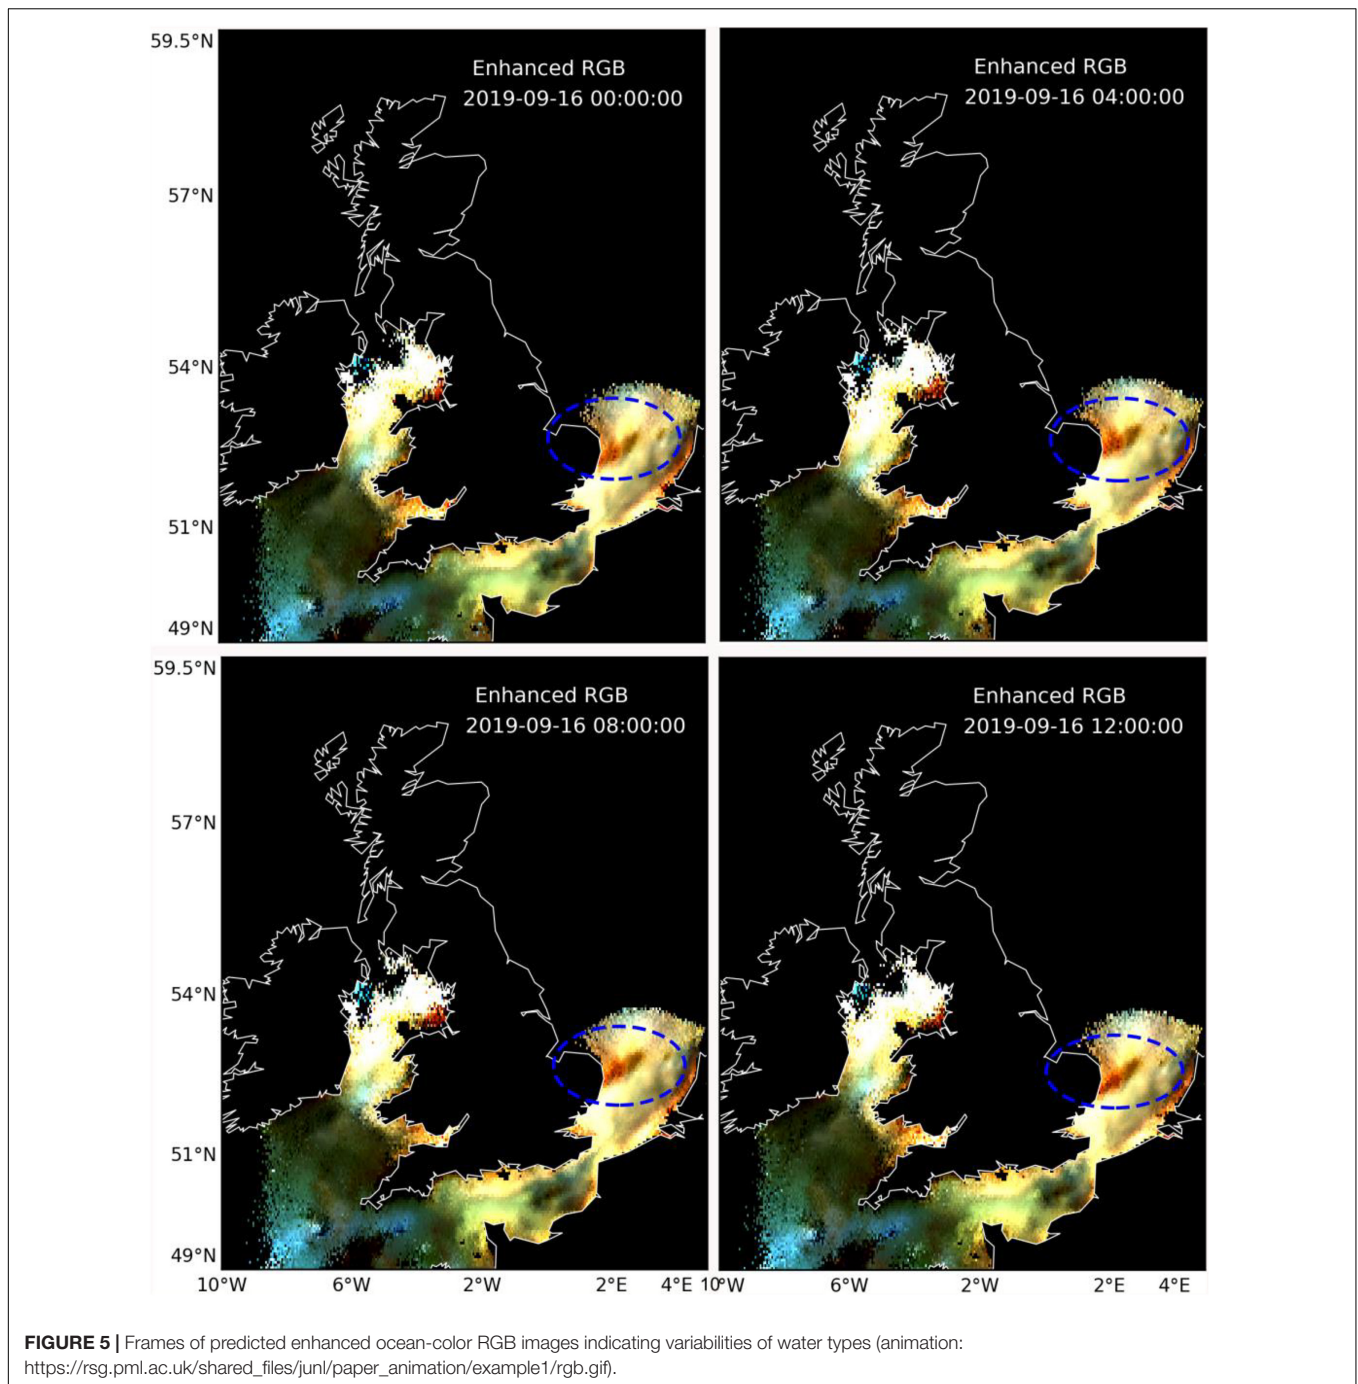 59.5°N
Enhanced RGB
2019-09-16 00:00:00
Enhanced RGB
2019-09-16 04:00:00
57°N
54°N
51°N
49°N
59.5°N
Enhanced RGB
2019-09-16 08:00:00
Enhanced RGB
2019-09-16 12:00:00
57°N
54°N
51°N
49°N
10°W 6°W 2°W 2°E 4°E 10°W 6°W 2°W 2°E 4°E
FIGURE 5 | Frames of predicted enhanced ocean-color RGB images indicating variabilities of water types (animation:
https://rsg.pml.ac.uk/shared_files/junl/paper_animation/example1/rgb.gif).